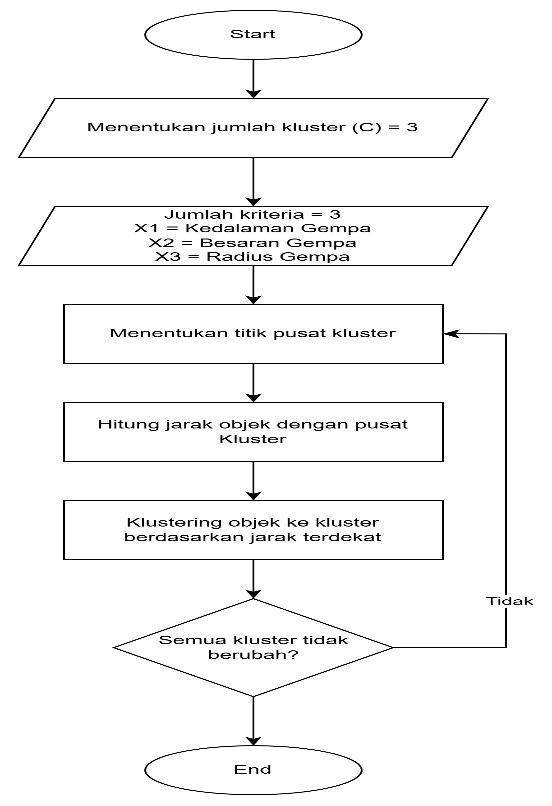 Start
Menentukan jumlah kluster (C) = 3
Jumlah kriteria = 3
X1 = Kedalaman Gempa
X2 = Besaran Gempa
X3 = Radius Gempa
Menentukan titik pusat kluster
Hitung jarak objek dengan pusat
Kluster
Klustering objek ke kluster
berdasarkan jarak terdekat
Tidak
Semua kluster tidak
berubah?
End